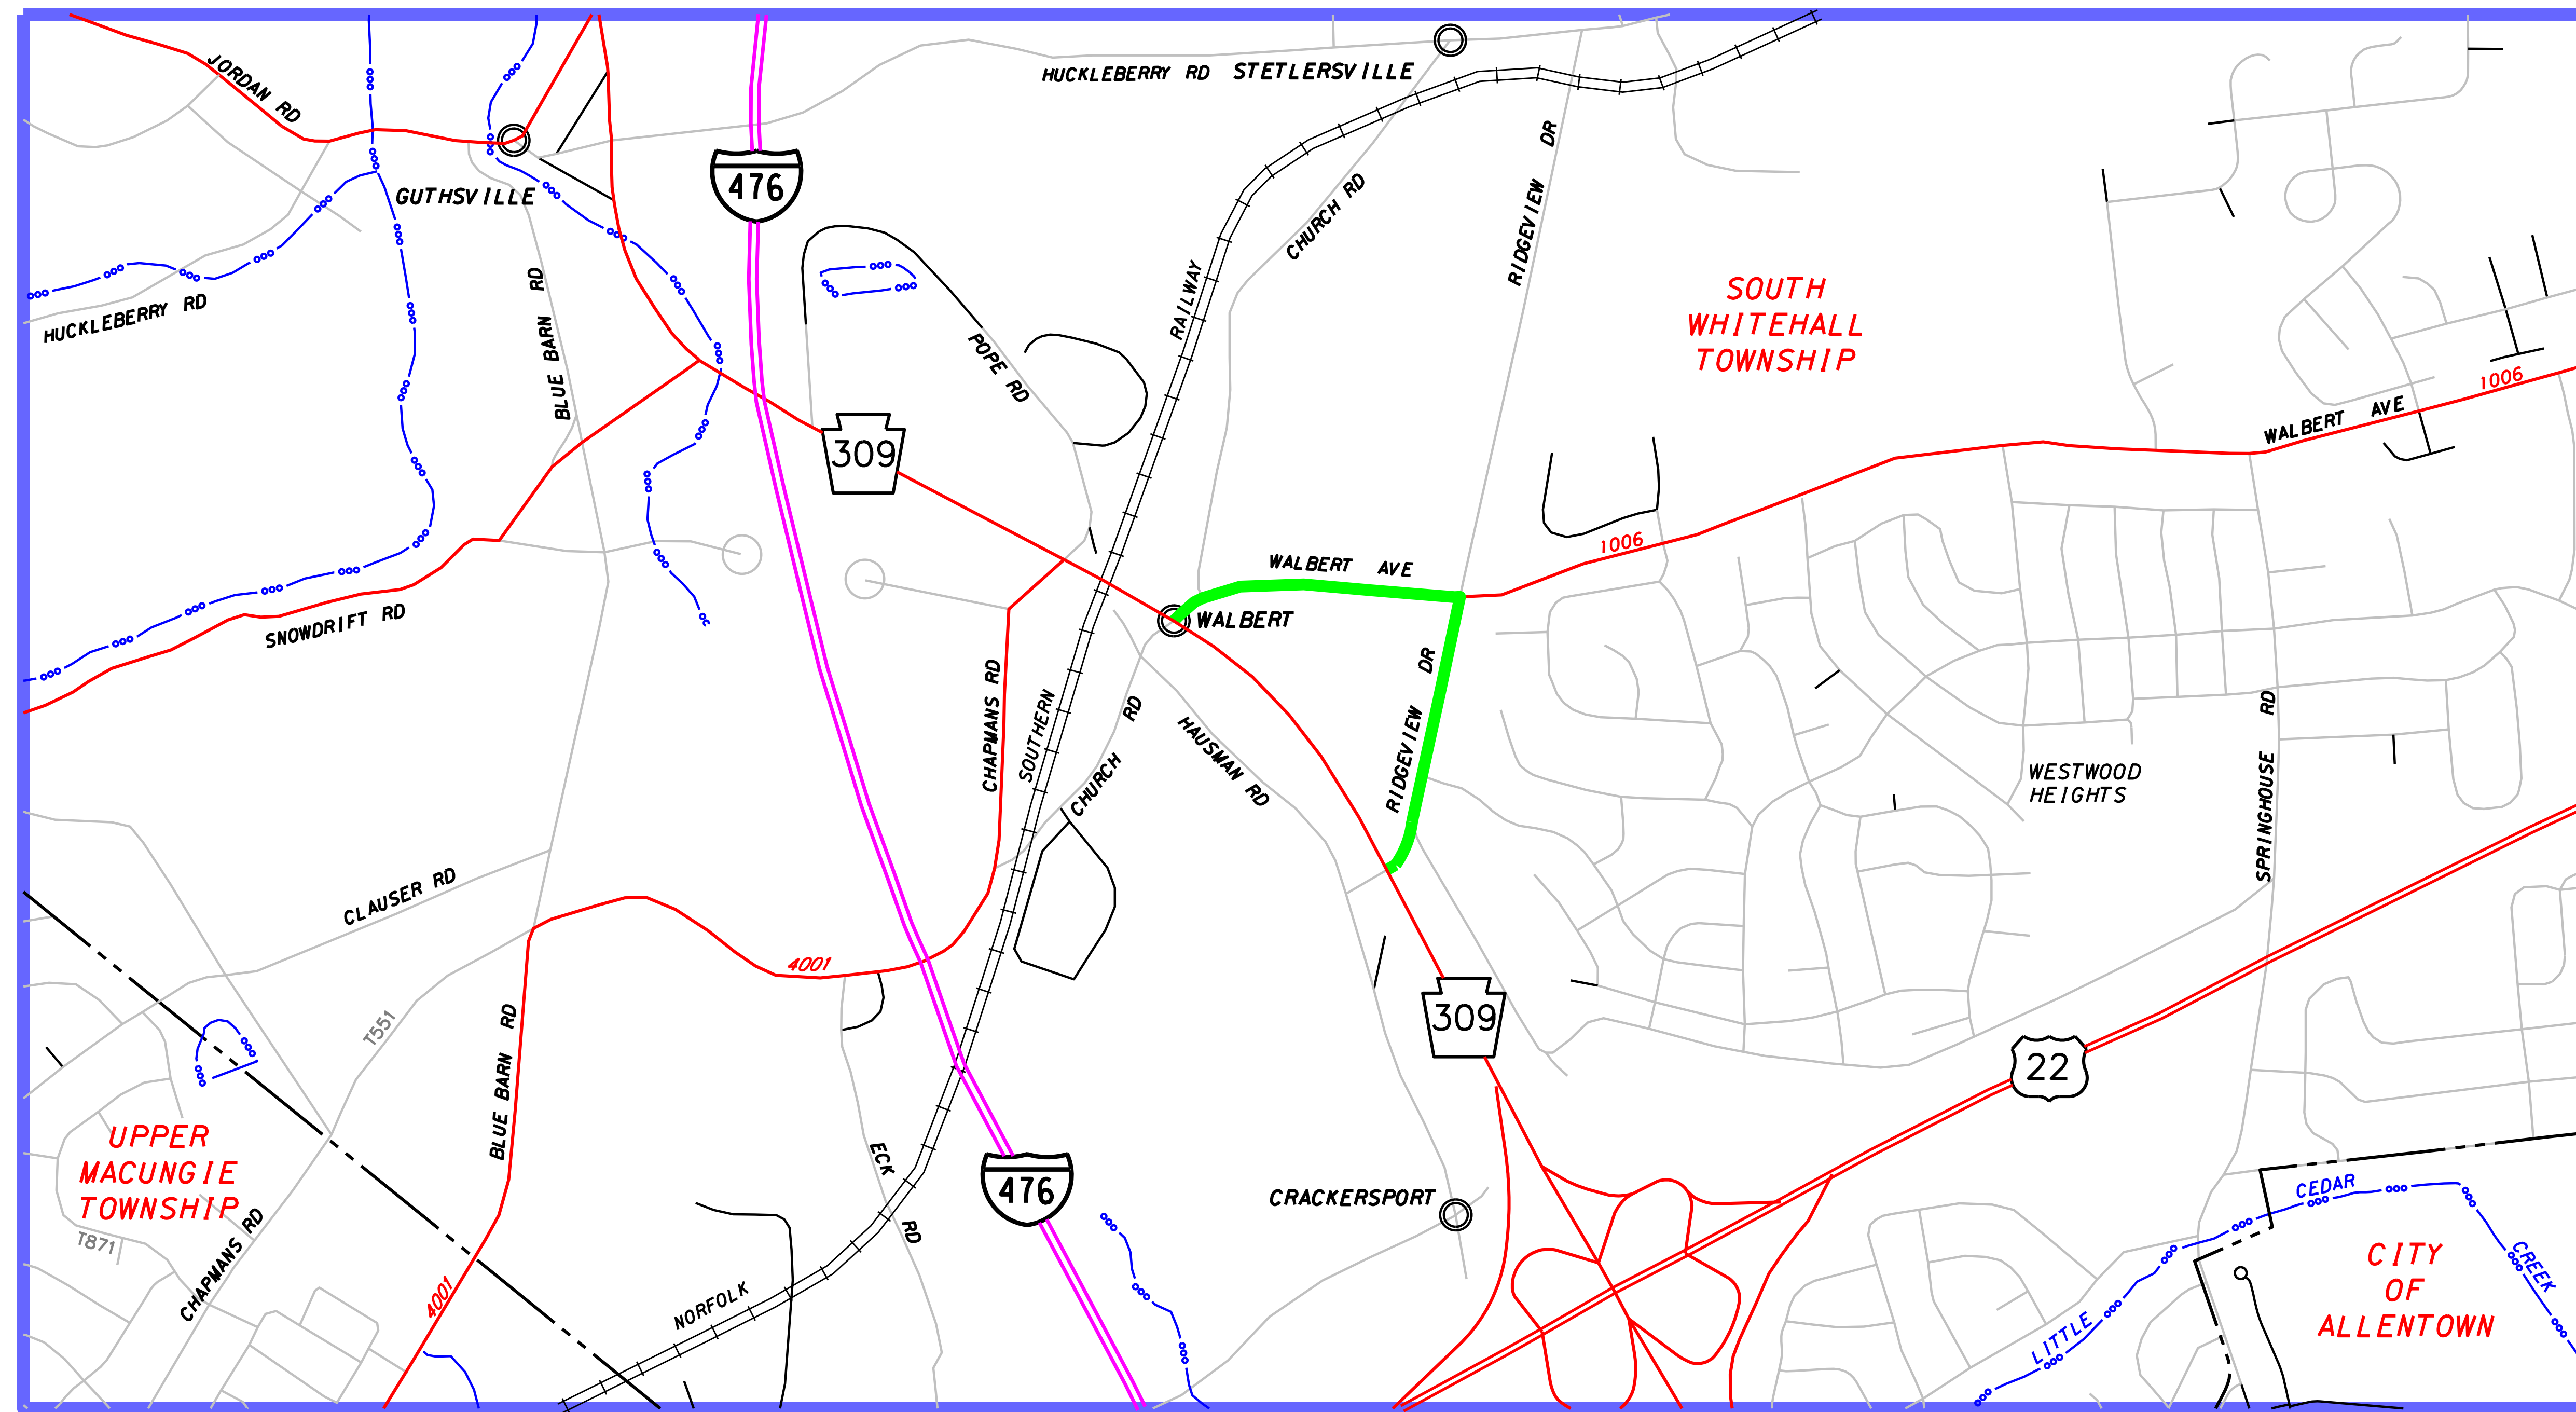 JORDAN RD
HUCKLEBERRY RD
STETLERSVILLE
GUTHSVILLE
476
CHURCH RD
RIDGEVIEW DR
HUCKLEBERRY RD
BLUE BARN RD
POPE RD
RAILWAY
SOUTH
WHITEHALL
TOWNSHIP
309
WALBERT AVE
1006
1006
WALBERT AVE
WALBERT
SNOWDRIFT RD
CHAPMANS RD
SOUTHERN
CHURCH RD
HAUSMAN RD
RIDGEVIEW DR
WESTWOOD
HEIGHTS
SPRINGHOUSE RD
CLAUSER RD
4001
T551
BLUE BARN RD
309
22
UPPER
MACUNGIE
TOWNSHIP
T871
CHAPMANS RD
4001
ECK RD
476
NORFOLK
CRACKERSPORT
CEDAR
CREEK
LITTLE
CITY
OF
ALLENTOWN